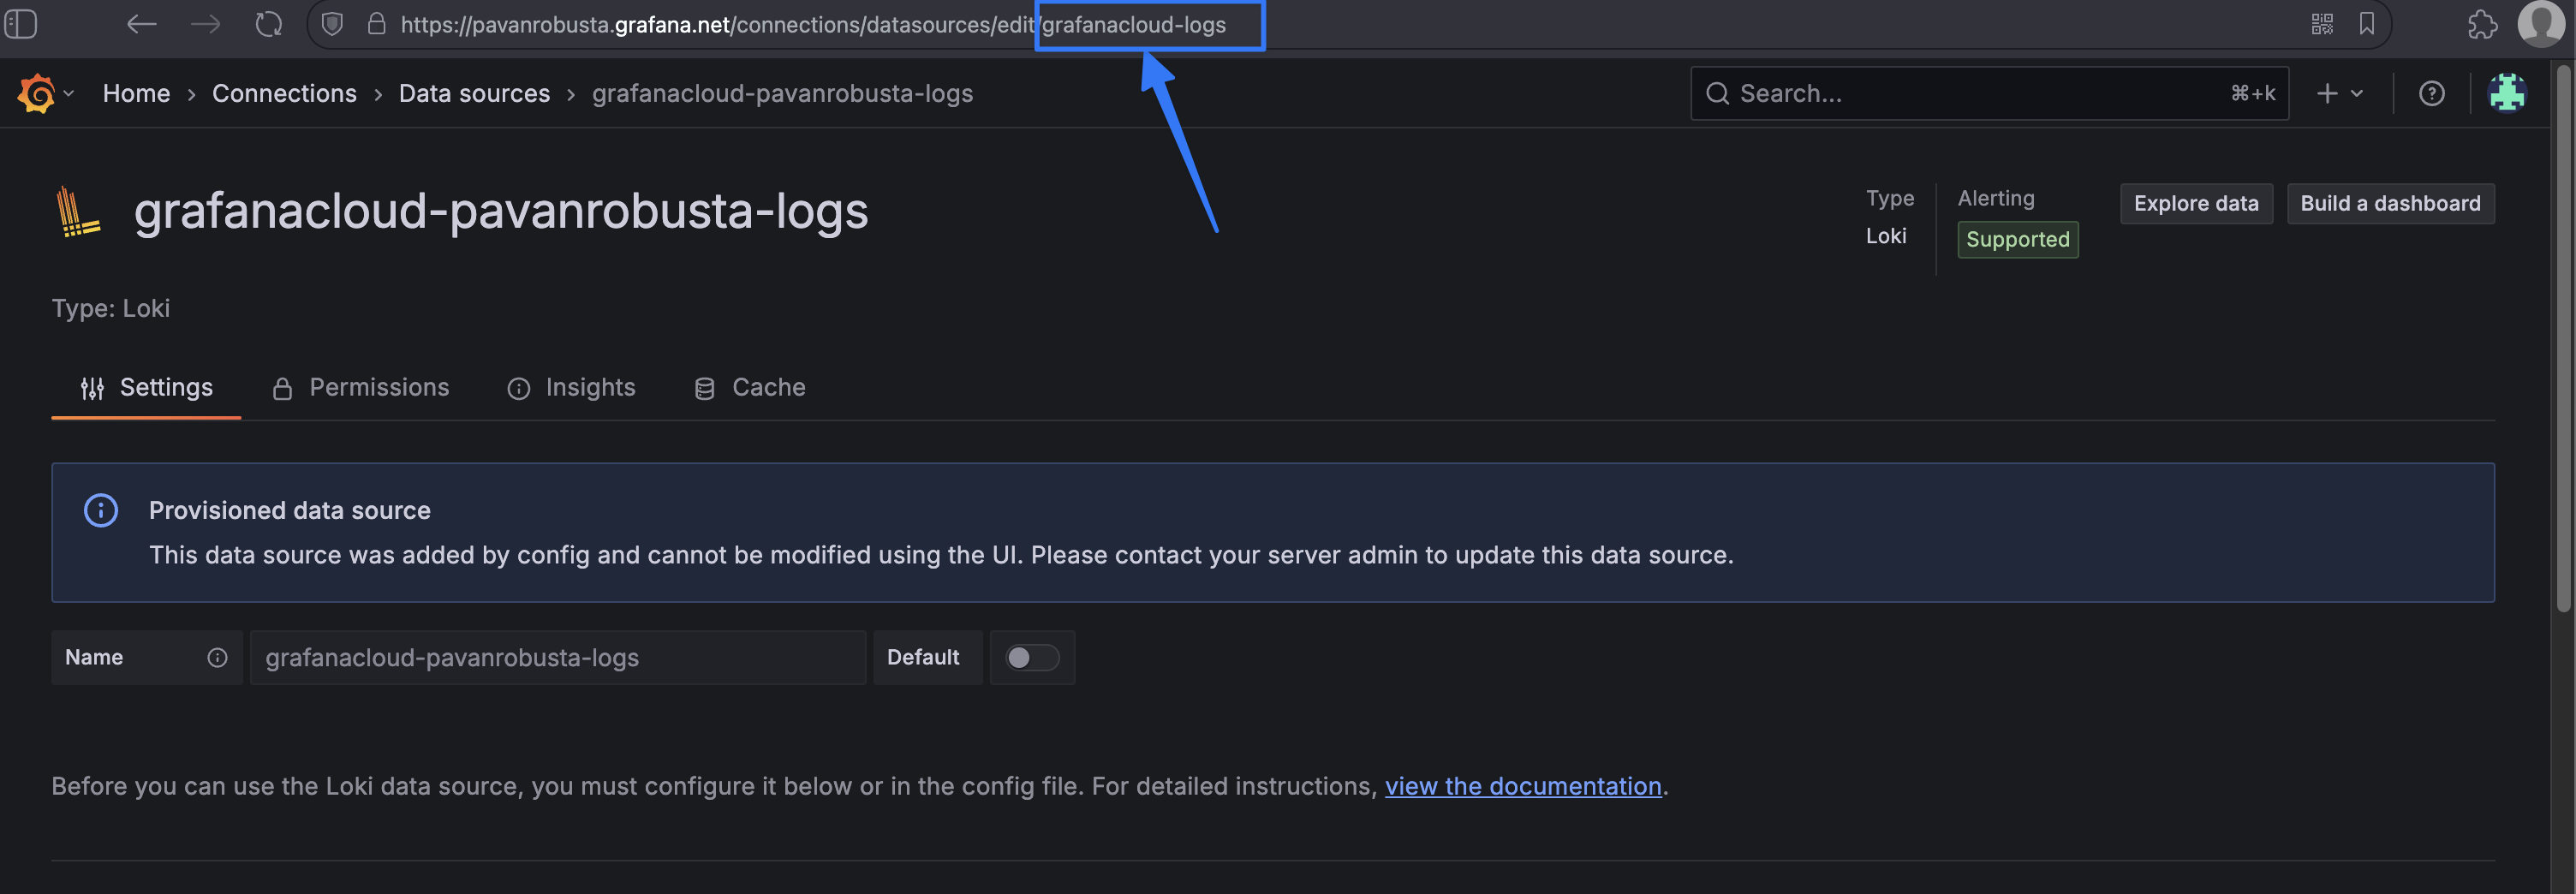 https://pavanrobusta.grafana.net/connections/datasources/edit/grafanacloud-logs
Home › Connections › Data sources › grafanacloud-pavanrobusta-logs
Search...
⌘+k
grafanacloud-pavanrobusta-logs
Type
Loki
Alerting
Supported
Explore data
Build a dashboard
Type: Loki
Settings
Permissions
Insights
Cache
Provisioned data source
This data source was added by config and cannot be modified using the UI. Please contact your server admin to update this data source.
Name
grafanacloud-pavanrobusta-logs
Default
Before you can use the Loki data source, you must configure it below or in the config file. For detailed instructions, view the documentation.